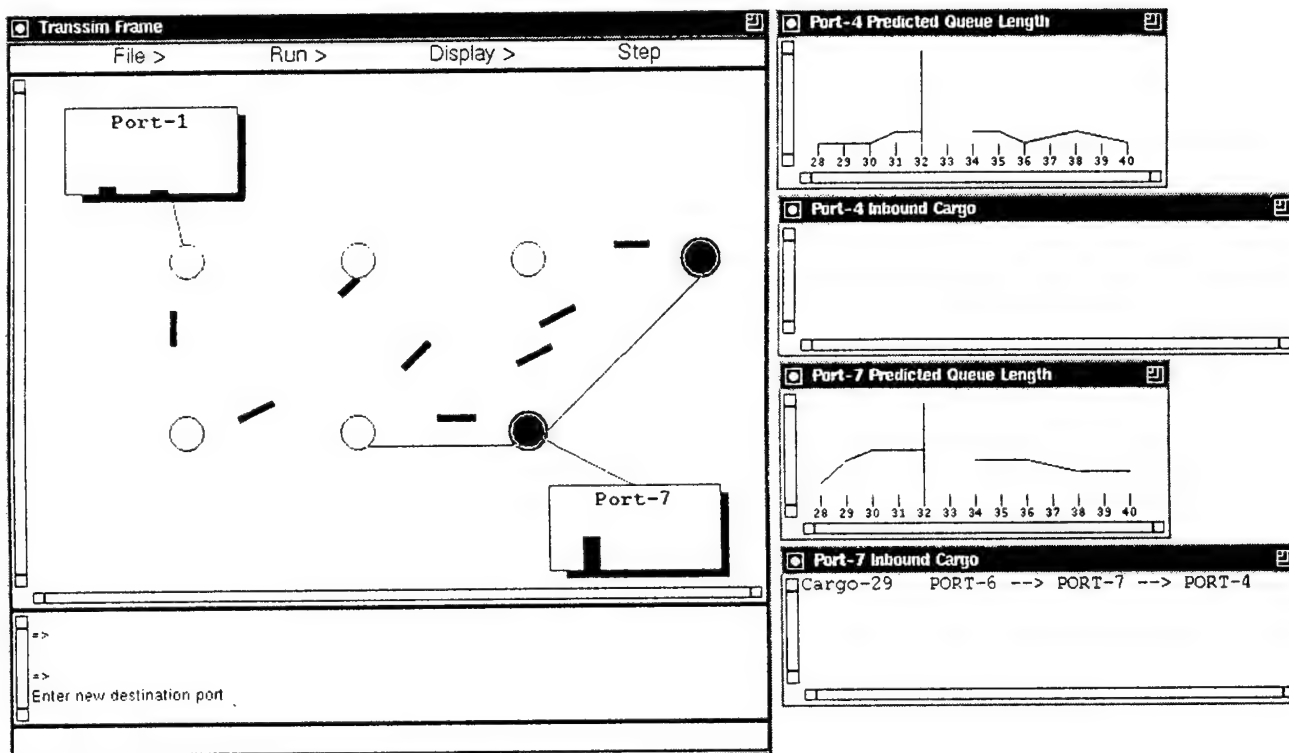 Transsim Frame
File > Run > Display > Step
Port-1
Port-7
=>
=>
Enter new destination port
Port-4 Predicted Queue Length
28 29 30 31 32 33 34 35 36 37 38 39 40
Port-4 Inbound Cargo
Port-7 Predicted Queue Length
28 29 30 31 32 33 34 35 36 37 38 39 40
Port-7 Inbound Cargo
Cargo-29 PORT-6 --> PORT-7 --> PORT-4